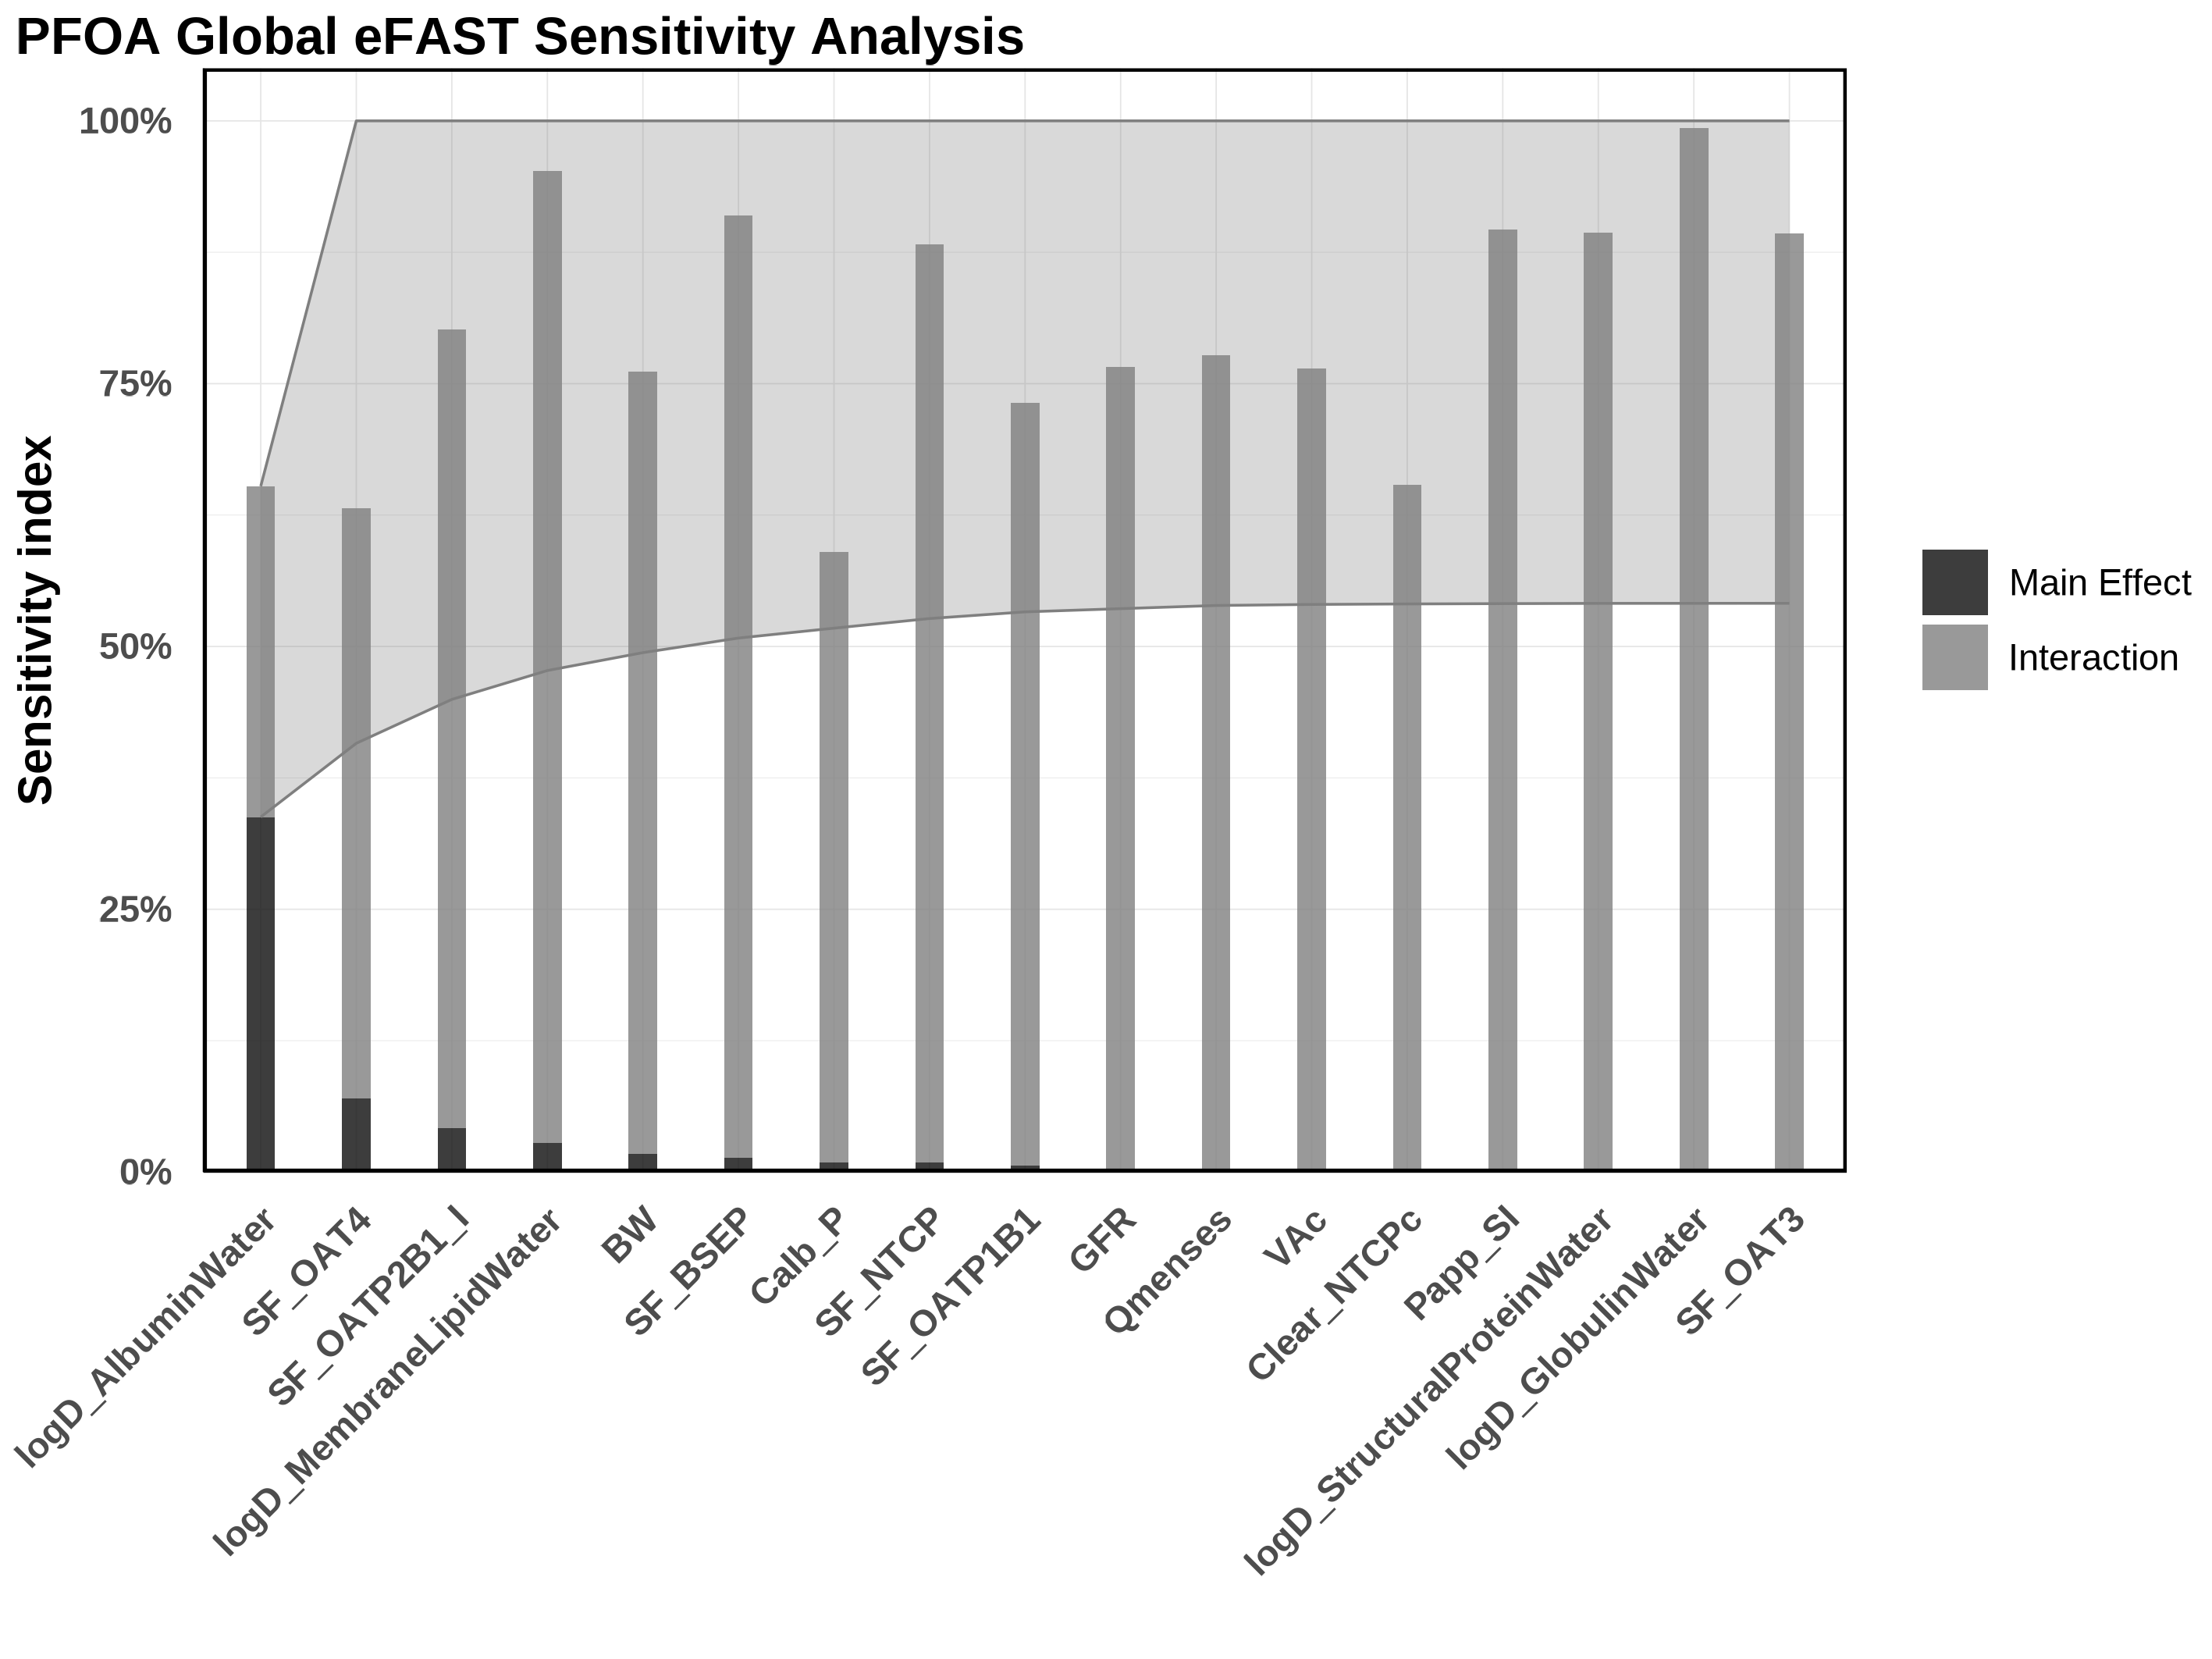 PFOA Global eFAST Sensitivity Analysis
Sensitivity index
100%
75%
50%
25%
0%
logD_AlbuminWater
SF_OAT4
SF_OATP2B1_I
logD_MembraneLipidWater
BW
SF_BSEP
Calb_P
SF_NTCP
SF_OATP1B1
GFR
Qmenses
VAc
Clear_NTCPc
Papp_SI
logD_StructuralProteinWater
logD_GlobulinWater
SF_OAT3
Main Effect
Interaction